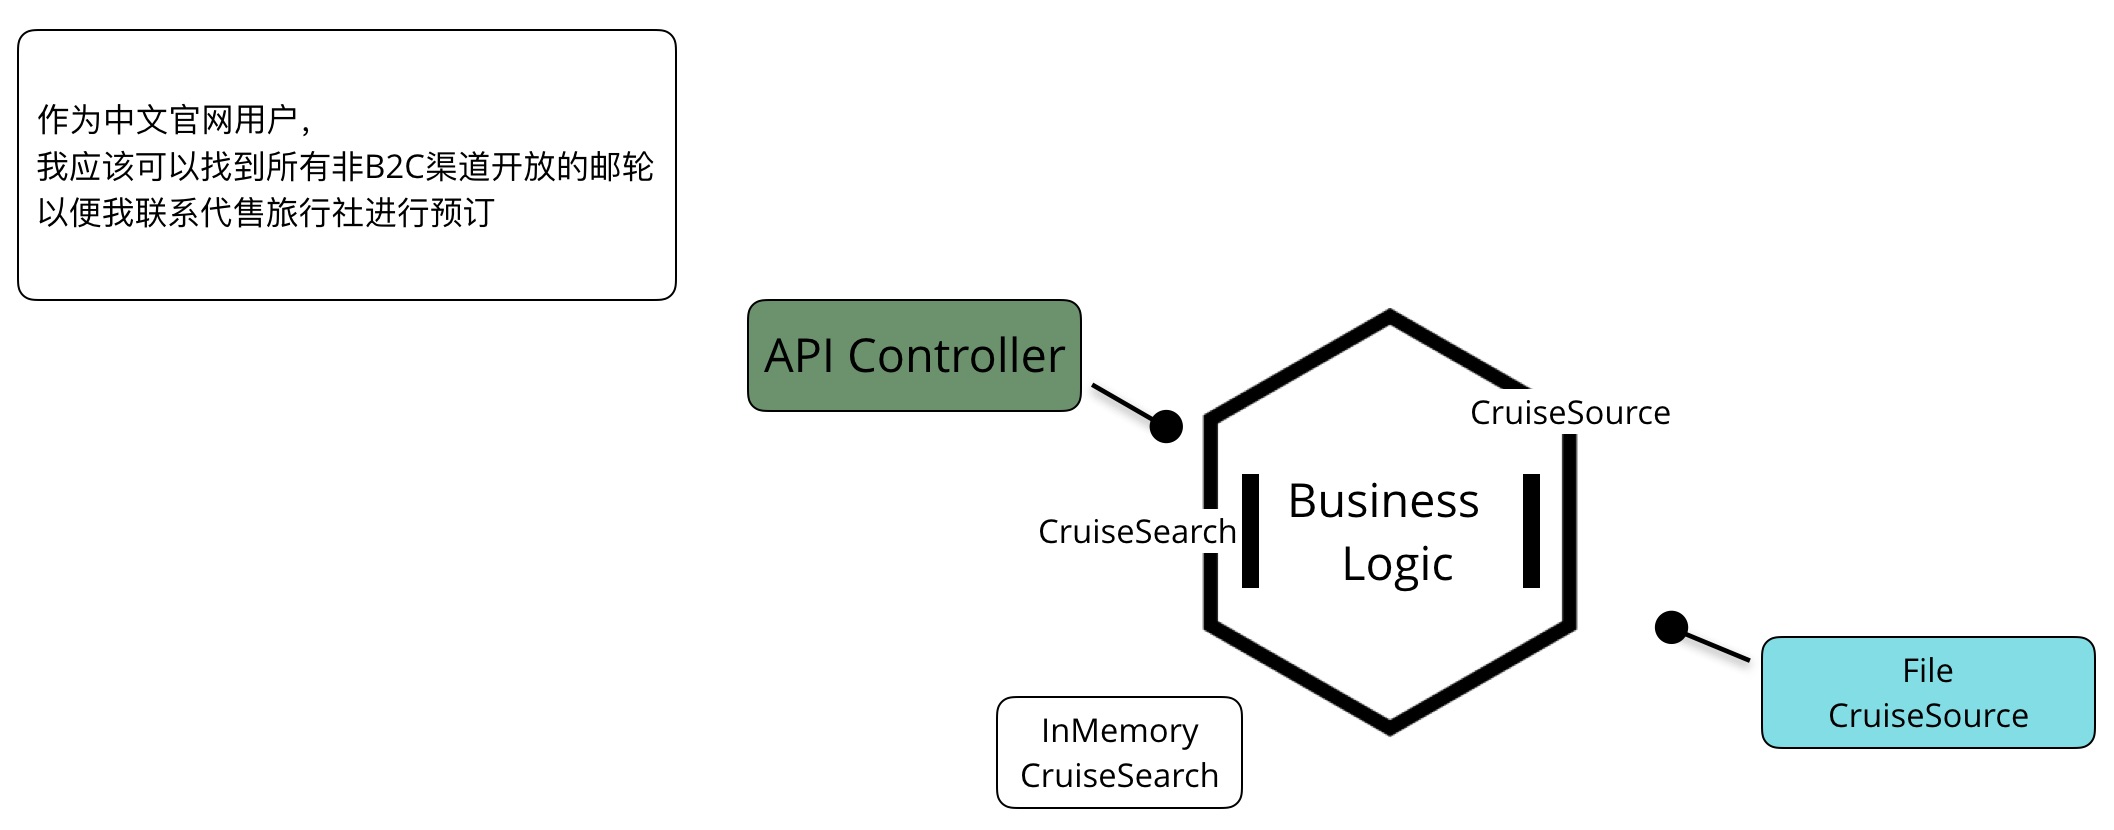 作为中文官网用户，
我应该可以找到所有非B2C渠道开放的邮轮
以便我联系代售旅行社进行预订
API Controller
CruiseSource
Business
Logic
CruiseSearch
File
CruiseSource
InMemory
CruiseSearch